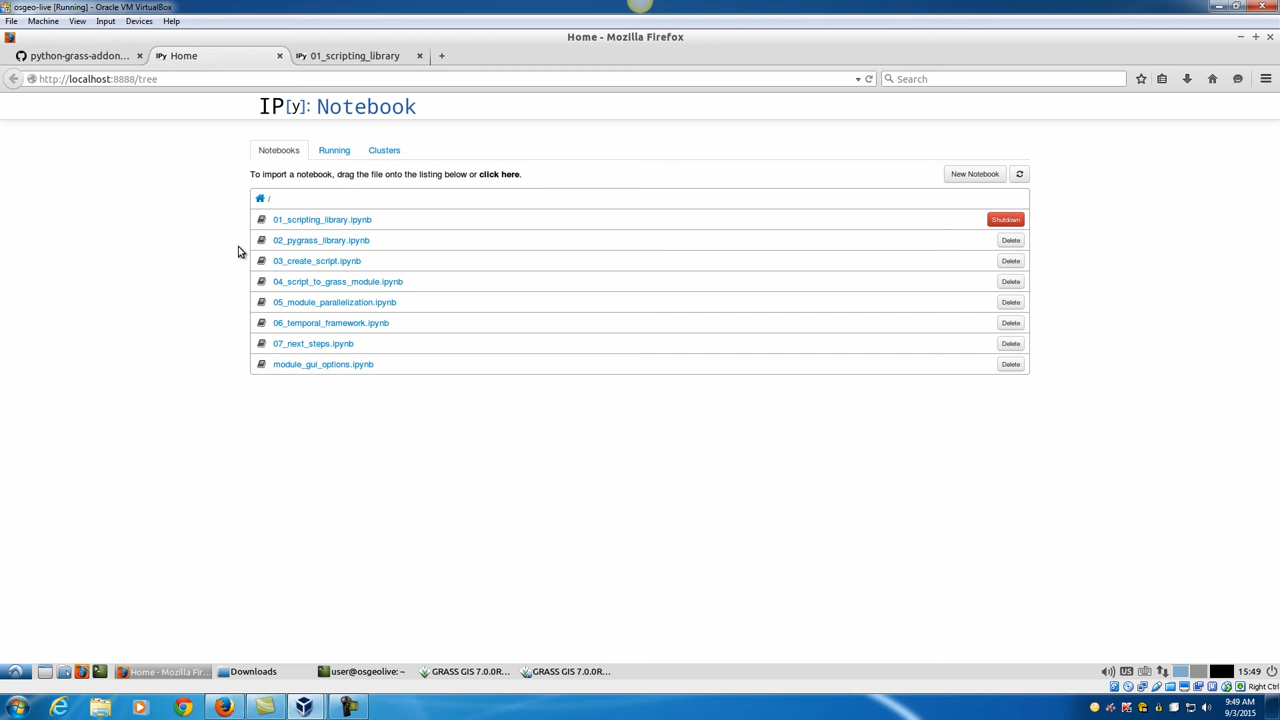 osgeo-live [Running] - Oracle VM VirtualBox
File Machine View Input Devices Help
Home - Mozilla Firefox
python-grass-addon... IPy Home IPy 01_scripting_library
http://localhost:8888/tree Search
IP[y]: Notebook
Notebooks Running Clusters
To import a notebook, drag the file onto the listing below or click here. New Notebook
/
01_scripting_library.ipynb Shutdown
02_pygrass_library.ipynb Delete
03_create_script.ipynb Delete
04_script_to_grass_module.ipynb Delete
05_module_parallelization.ipynb Delete
06_temporal_framework.ipynb Delete
07_next_steps.ipynb Delete
module_gui_options.ipynb Delete
Home - Mozilla Fir... Downloads user@osgeolive: ~ GRASS GIS 7.0.0R... GRASS GIS 7.0.0R... US 15:49
Right Ctrl
9:49 AM
9/3/2015